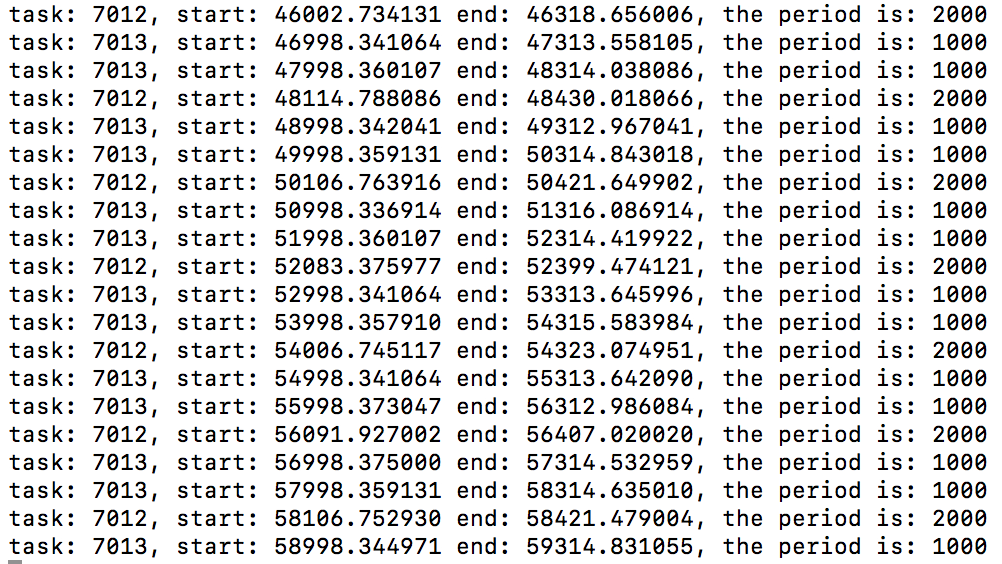 task: 7012, start: 46002.734131 end: 46318.656006, the period is: 2000
task: 7013, start: 46998.341064 end: 47313.558105, the period is: 1000
task: 7013, start: 47998.360107 end: 48314.038086, the period is: 1000
task: 7012, start: 48114.788086 end: 48430.018066, the period is: 2000
task: 7013, start: 48998.342041 end: 49312.967041, the period is: 1000
task: 7013, start: 49998.359131 end: 50314.843018, the period is: 1000
task: 7012, start: 50106.763916 end: 50421.649902, the period is: 2000
task: 7013, start: 50998.336914 end: 51316.086914, the period is: 1000
task: 7013, start: 51998.360107 end: 52314.419922, the period is: 1000
task: 7012, start: 52083.375977 end: 52399.474121, the period is: 2000
task: 7013, start: 52998.341064 end: 53313.645996, the period is: 1000
task: 7013, start: 53998.357910 end: 54315.583984, the period is: 1000
task: 7012, start: 54006.745117 end: 54323.074951, the period is: 2000
task: 7013, start: 54998.341064 end: 55313.642090, the period is: 1000
task: 7013, start: 55998.373047 end: 56312.986084, the period is: 1000
task: 7012, start: 56091.927002 end: 56407.020020, the period is: 2000
task: 7013, start: 56998.375000 end: 57314.532959, the period is: 1000
task: 7013, start: 57998.359131 end: 58314.635010, the period is: 1000
task: 7012, start: 58106.752930 end: 58421.479004, the period is: 2000
task: 7013, start: 58998.344971 end: 59314.831055, the period is: 1000